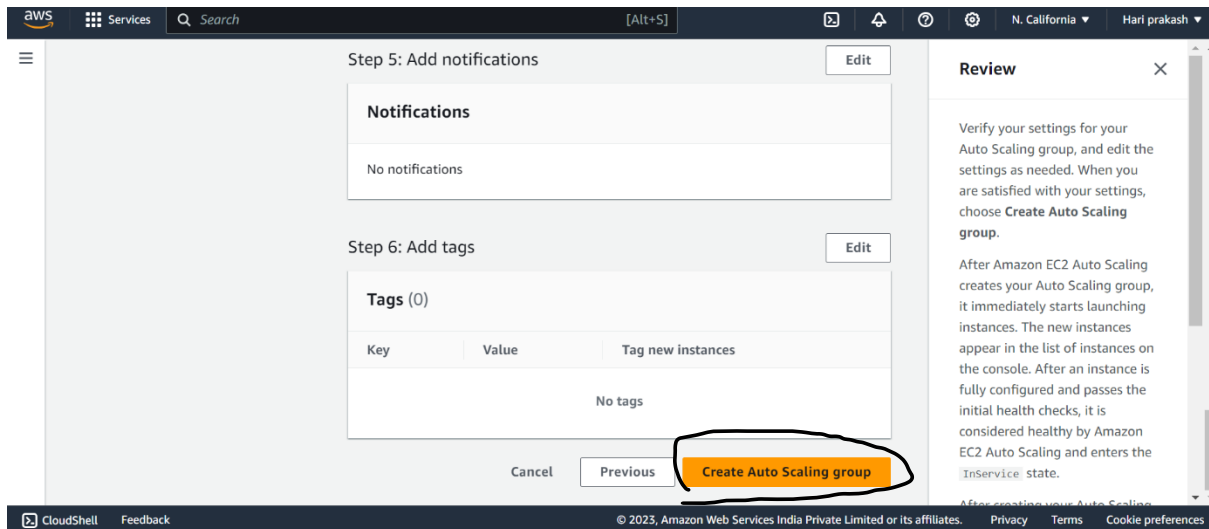 aws Services Search [Alt+S] N. California Hari prakash
Step 5: Add notifications Edit
Notifications
No notifications
Step 6: Add tags Edit
Tags (0)
Key Value Tag new instances
No tags
Cancel Previous Create Auto Scaling group
Review
Verify your settings for your
Auto Scaling group, and edit the
settings as needed. When you
are satisfied with your settings,
choose Create Auto Scaling
group.
After Amazon EC2 Auto Scaling
creates your Auto Scaling group,
it immediately starts launching
instances. The new instances
appear in the list of instances on
the console. After an instance is
fully configured and passes the
initial health checks, it is
considered healthy by Amazon
EC2 Auto Scaling and enters the
InService state.
After creating your Auto Scaling
CloudShell Feedback © 2023, Amazon Web Services India Private Limited or its affiliates. Privacy Terms Cookie preferences